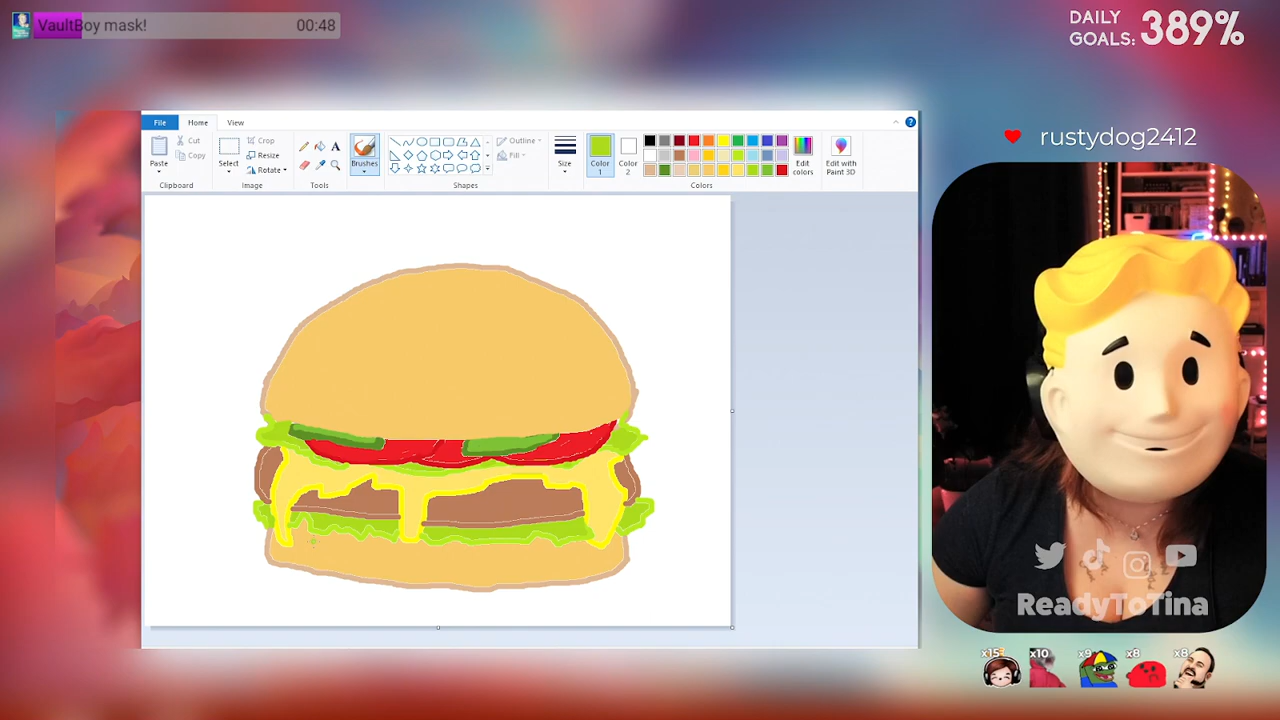 VaultBoy mask!
00:48
DAILY
GOALS: 389%
rustydog2412
File
Home
View
Paste
Cut
Copy
Clipboard
Select
Crop
Resize
Rotate
Image
A
Tools
Brushes
Outline
Fill
Shapes
Size
Color
1
Color
2
Edit
colors
Colors
Edit with
Paint 3D
?
ReadyToTina
x15
x10
x9
x8
x8